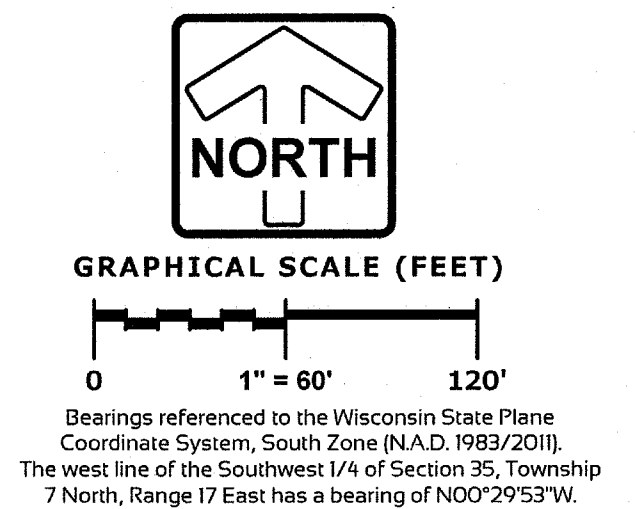 NORTH
GRAPHICAL SCALE (FEET)
0 1" = 60' 120'
Bearings referenced to the Wisconsin State Plane
Coordinate System, South Zone (N.A.D. 1983/2011).
The west line of the Southwest 1/4 of Section 35, Township
7 North, Range 17 East has a bearing of N00°29'53"W.